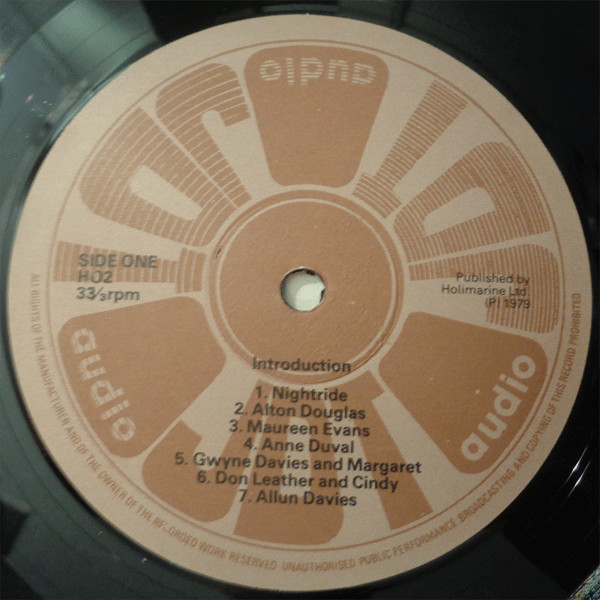 audio
audio
audio
SIDE ONE
HO2
33⅓rpm
Published by
Holimarine Ltd.
(P) 1979
Introduction
1. Nightride
2. Alton Douglas
3. Maureen Evans
4. Anne Duval
5. Gwyne Davies and Margaret
6. Don Leather and Cindy
7. Allun Davies
ALL RIGHTS OF THE MANUFACTURER AND OF THE OWNER OF THE RECORDED WORK RESERVED · UNAUTHORISED PUBLIC PERFORMANCE BROADCASTING AND COPYING OF THIS RECORD PROHIBITED